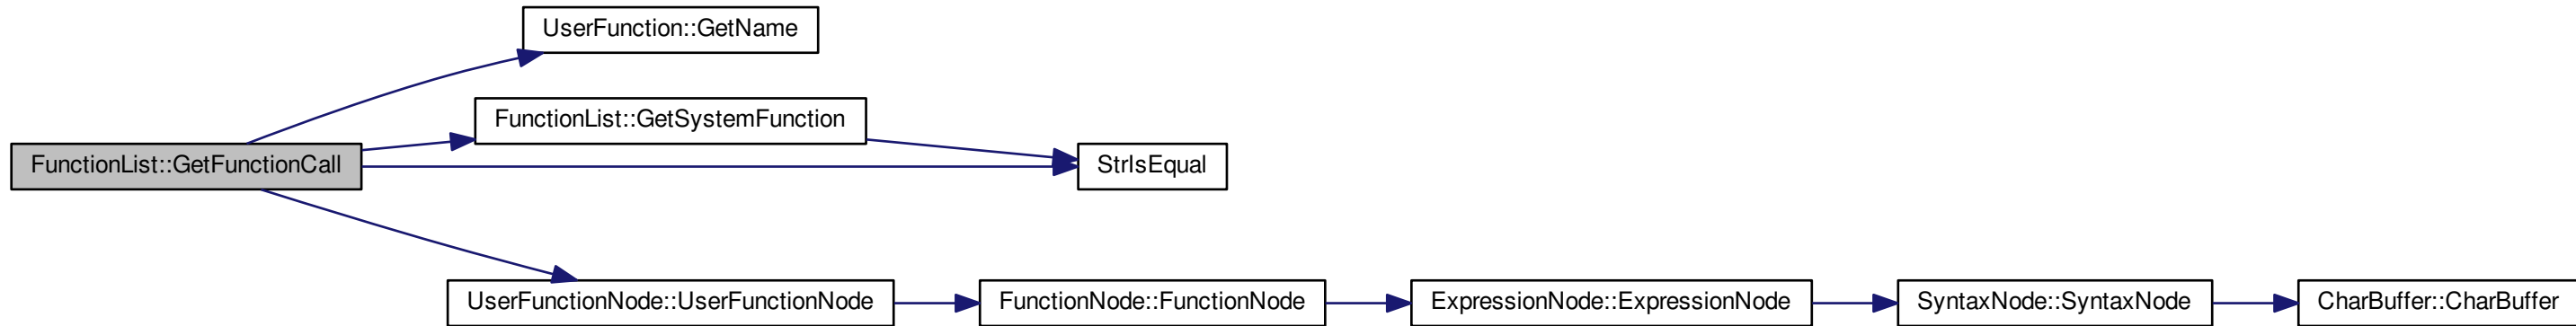 UserFunction::GetName
FunctionList::GetSystemFunction
FunctionList::GetFunctionCall
StrIsEqual
UserFunctionNode::UserFunctionNode
FunctionNode::FunctionNode
ExpressionNode::ExpressionNode
SyntaxNode::SyntaxNode
CharBuffer::CharBuffer